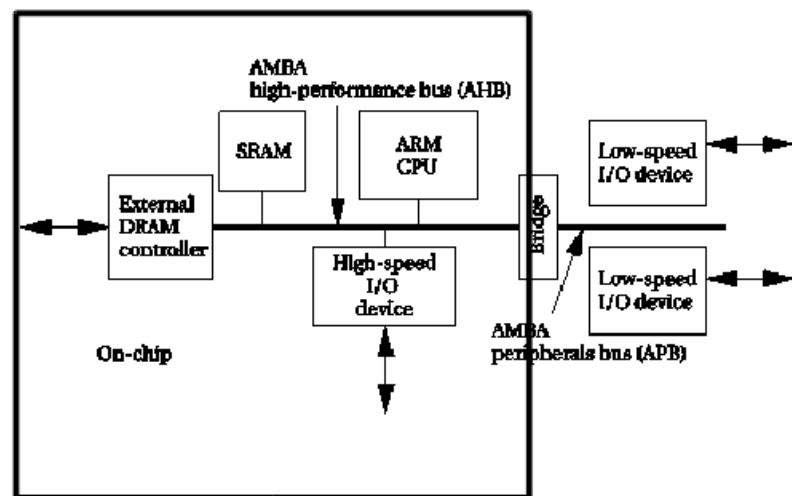 AMBA
high-performance bus (AHB)
SRAM
ARM
CPU
Low-speed
I/O device
External
DRAM
controller
Bridge
High-speed
I/O
device
Low-speed
I/O device
AMBA
peripherals bus (APB)
On-chip